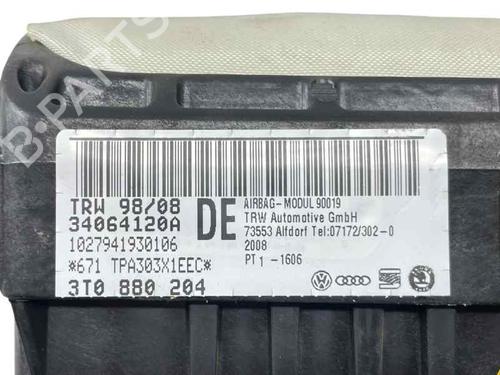 B-PARTS
TRW 98/08
34064120A
1027941930106
*671 TPA303X1EEC*
3T0 880 204
DE
AIRBAG-MODUL 90019
TRW Automotive GmbH
73553 Alfdorf Tel:07172/302-0
2008
PT1-1606